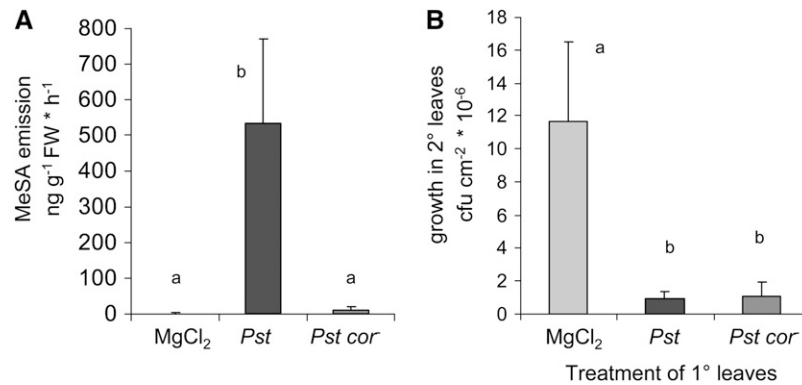 A
MeSA emission
ng g⁻¹ FW * h⁻¹
800
700
600
500
400
300
200
100
0
a
b
a
MgCl₂
Pst
Pst cor⁻
B
growth in 2° leaves
cfu cm⁻² * 10⁻⁶
18
16
14
12
10
8
6
4
2
0
a
b
b
MgCl₂
Pst
Pst cor⁻
Treatment of 1° leaves